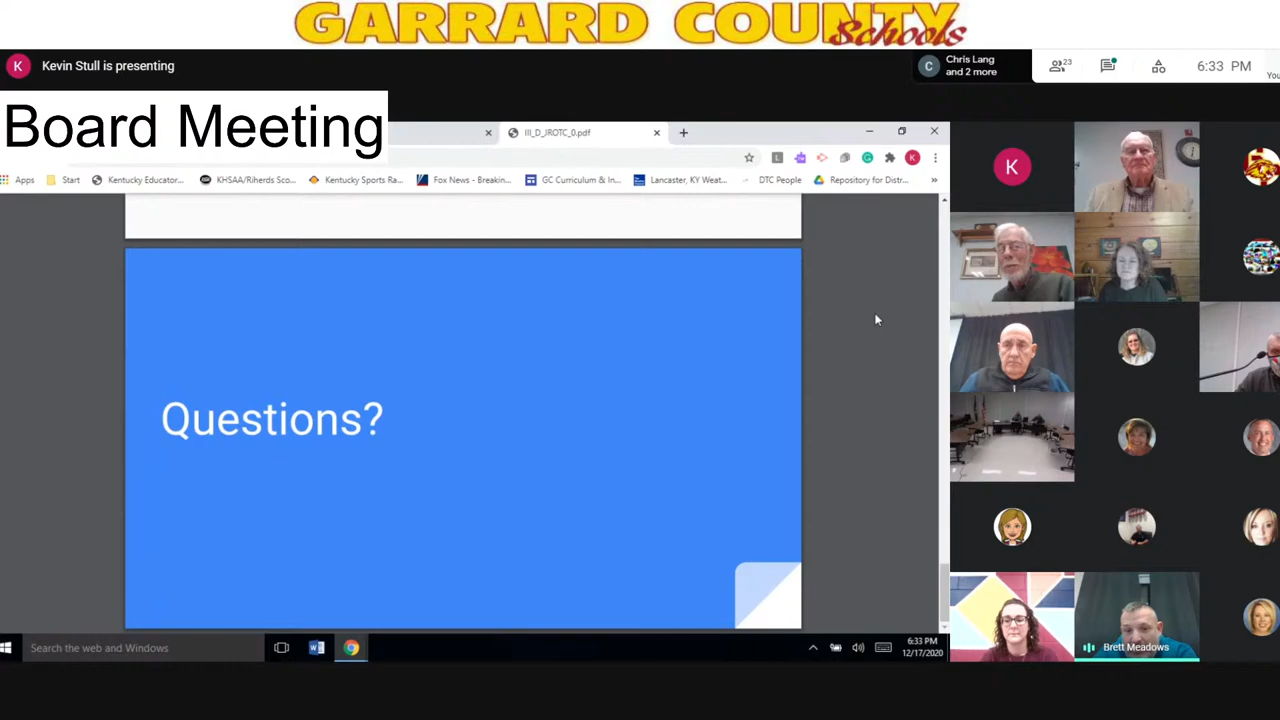 GARRARD COUNTY
Schools
K
Kevin Stull is presenting
C
Chris Lang
and 2 more
23
6:33 PM
You
Board Meeting
III_D_JROTC_0.pdf
L
K
Apps
Start
Kentucky Educator...
KHSAA/Riherds Sco...
Kentucky Sports Ra...
Fox News - Breakin...
GC Curriculum & In...
Lancaster, KY Weat...
DTC People
Repository for Distr...
K
Questions?
Brett Meadows
Search the web and Windows
6:33 PM
12/17/2020